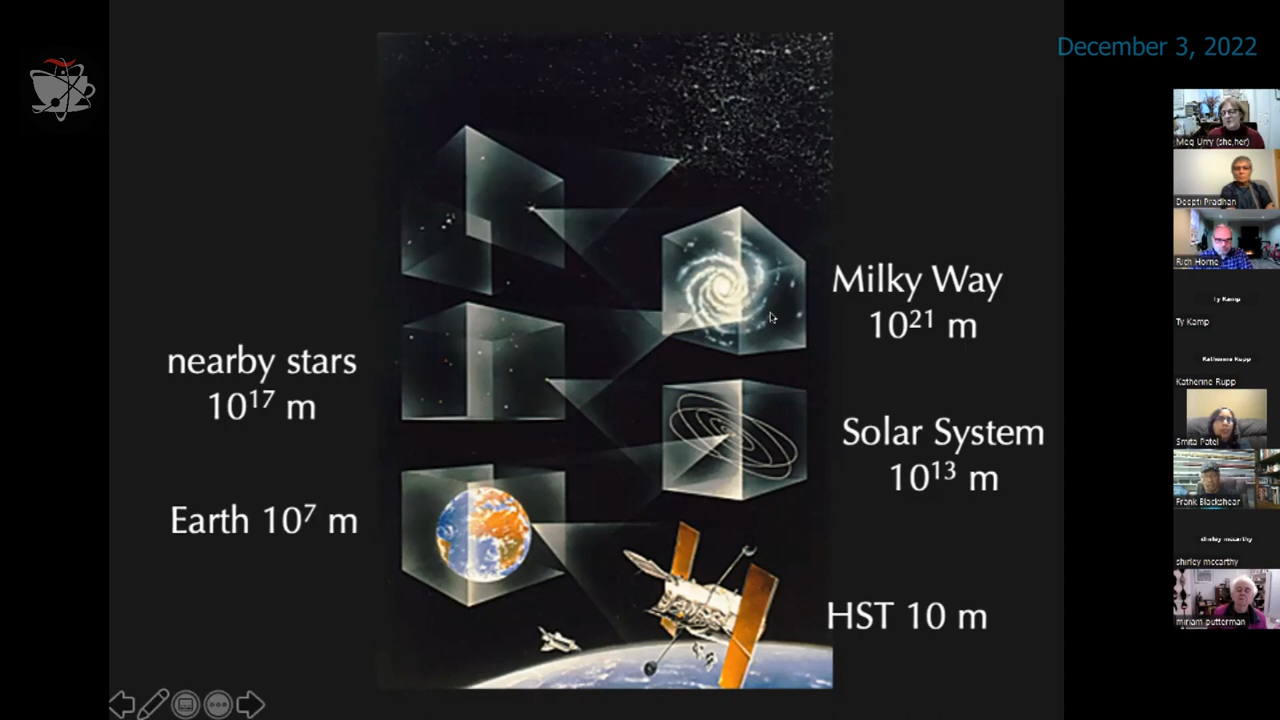 December 3, 2022
Milky Way
10²¹ m
nearby stars
10¹⁷ m
Solar System
10¹³ m
Earth 10⁷ m
HST 10 m
Meg Urry (she,her)
Deepti Pradhan
Rich Horne
Ty Kamp
Ty Kamp
Katherine Rupp
Katherine Rupp
Smita Patel
Frank Blackshear
shirley mccarthy
shirley mccarthy
miriam putterman